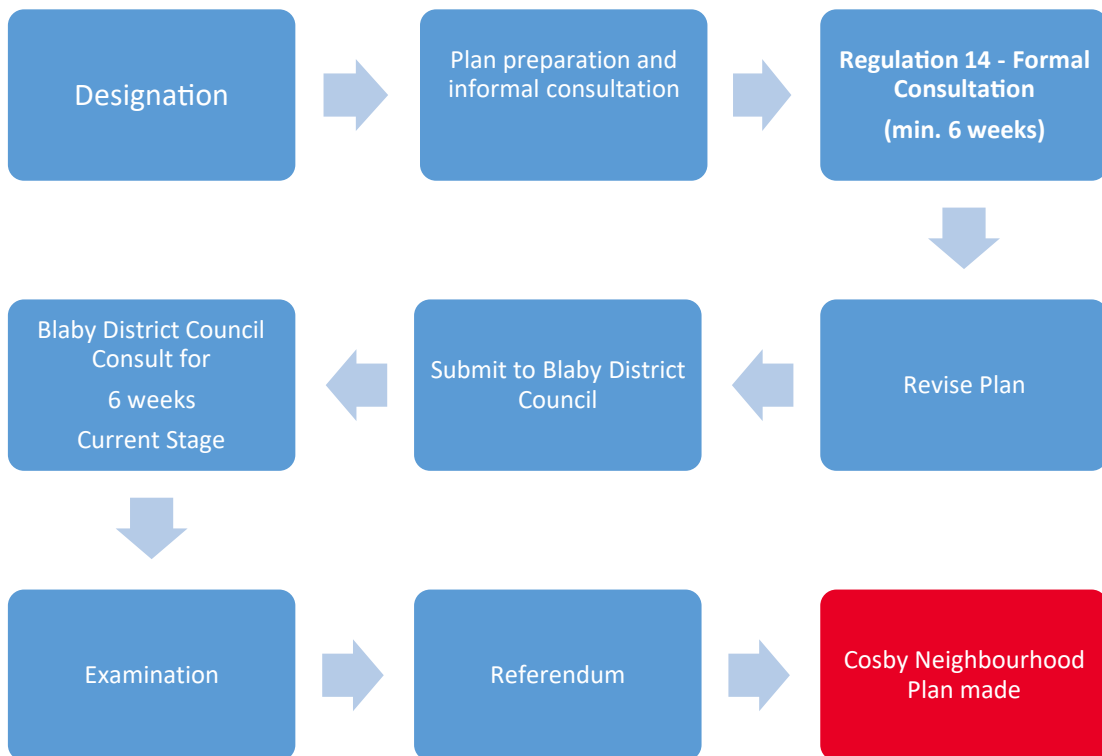 Designation
Plan preparation and
informal consultation
Regulation 14 - Formal
Consultation
(min. 6 weeks)
Revise Plan
Submit to Blaby District
Council
Blaby District Council
Consult for
6 weeks
Current Stage
Examination
Referendum
Cosby Neighbourhood
Plan made